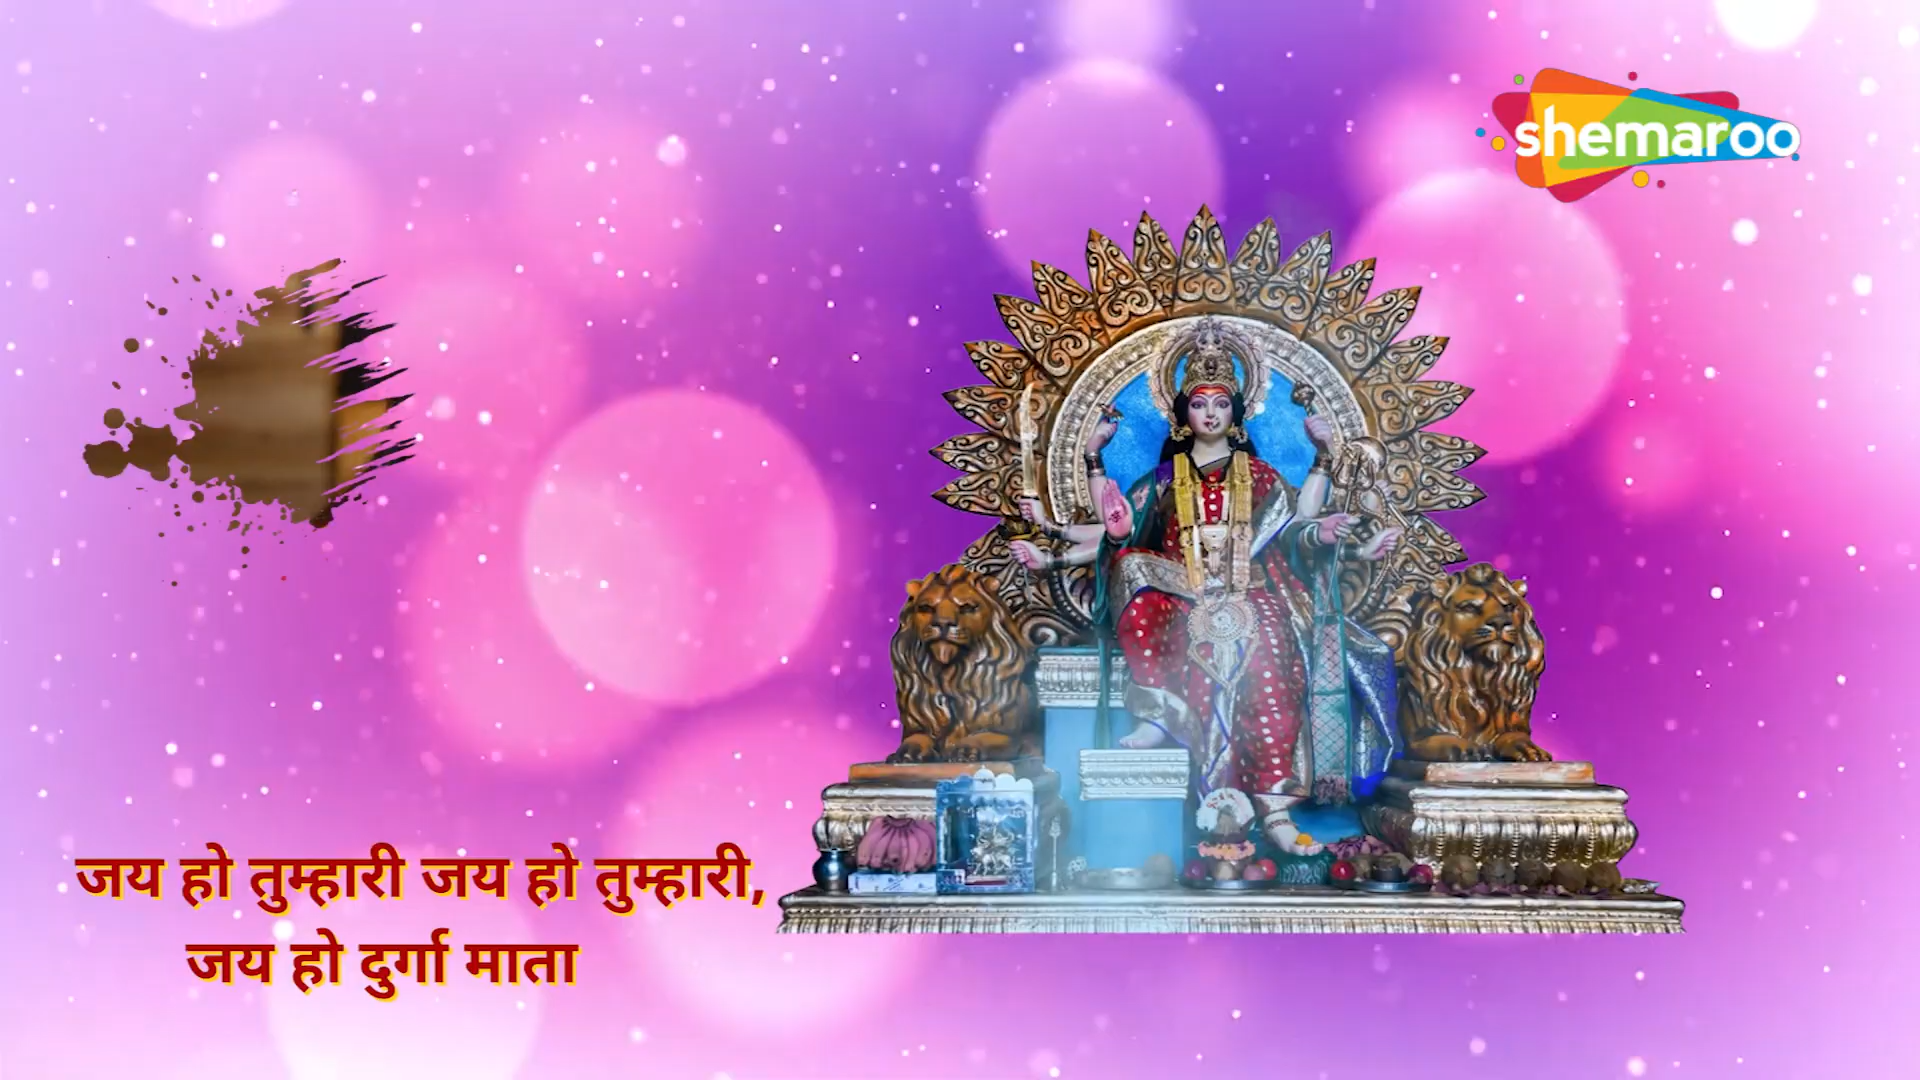 shemaroo
जय हो तुम्हारी जय हो तुम्हारी,
जय हो दुर्गा माता